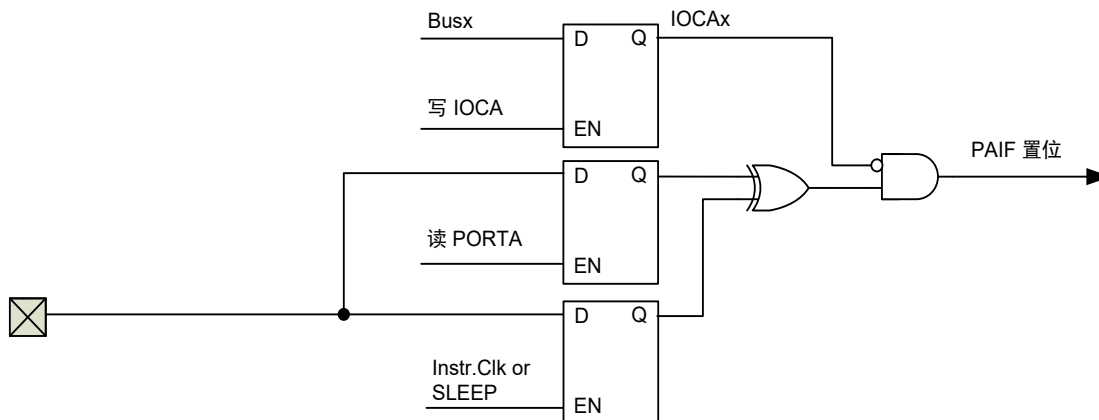 Busx
IOCAx
D
Q
写 IOCA
EN
PAIF 置位
D
Q
读 PORTA
EN
D
Q
Instr.Clk or
SLEEP
EN